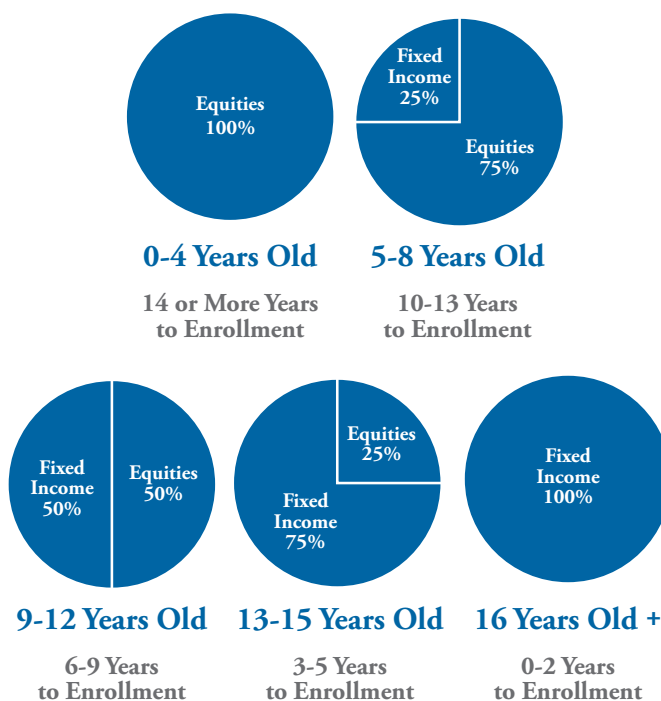 Equities
100%
Fixed
Income
25%
Equities
75%
0-4 Years Old
5-8 Years Old
14 or More Years
to Enrollment
10-13 Years
to Enrollment
Fixed
Income
50%
Equities
50%
Equities
25%
Fixed
Income
75%
Fixed
Income
100%
9-12 Years Old
13-15 Years Old
16 Years Old +
6-9 Years
to Enrollment
3-5 Years
to Enrollment
0-2 Years
to Enrollment